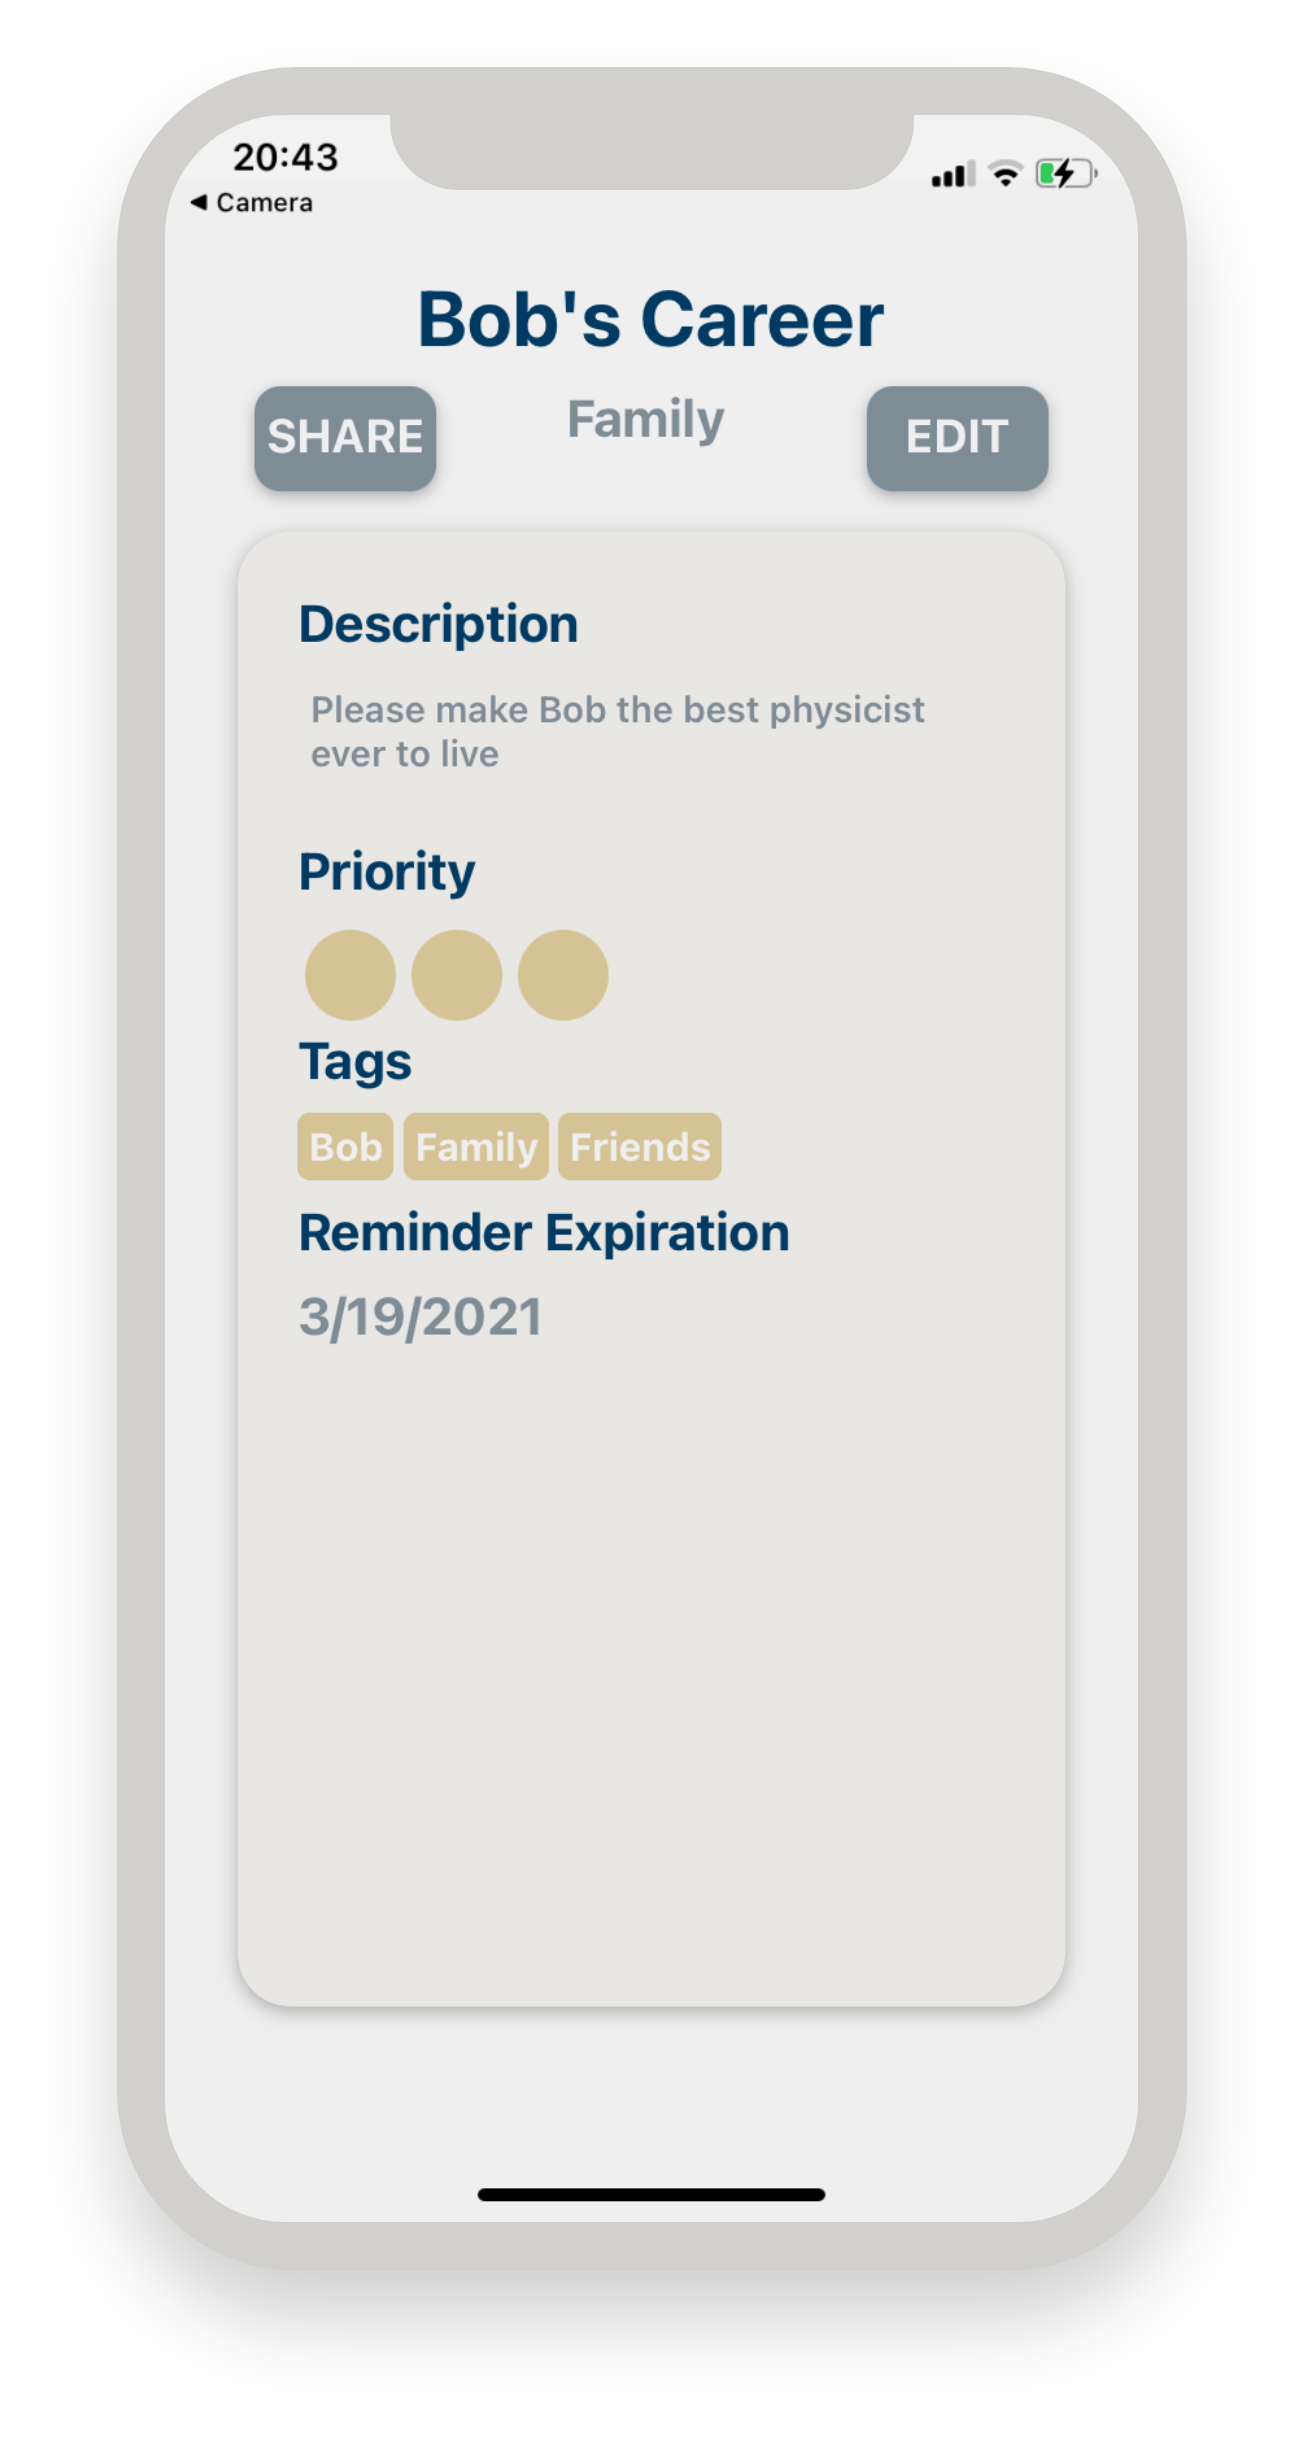 20:43
Camera
Bob's Career
SHARE
Family
EDIT
Description
Please make Bob the best physicist
ever to live
Priority
Tags
Bob Family Friends
Reminder Expiration
3/19/2021